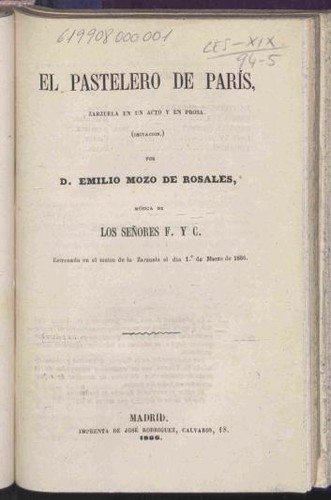 619908000001
CES-XIX
94-5
EL PASTELERO DE PARÍS,
ZARZUELA EN UN ACTO Y EN PROSA.
(IMITACION.)
POR
D. EMILIO MOZO DE ROSALES,
MÚSICA DE
LOS SEÑORES F. Y C.
Estrenada en el teatro de la Zarzuela el dia 1.º de Marzo de 1860.
MADRID.
IMPRENTA DE JOSÉ RODRIGUEZ, CALVARIO, 18.